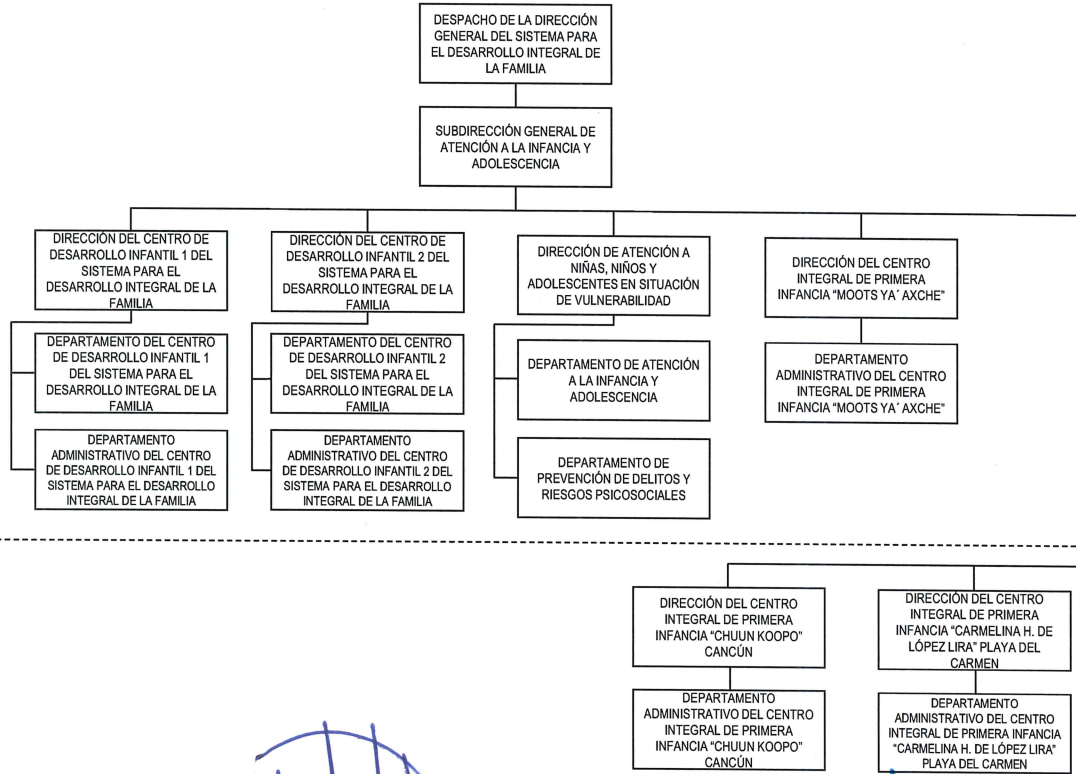 DESPACHO DE LA DIRECCIÓN
GENERAL DEL SISTEMA PARA
EL DESARROLLO INTEGRAL DE
LA FAMILIA
SUBDIRECCIÓN GENERAL DE
ATENCIÓN A LA INFANCIA Y
ADOLESCENCIA
DIRECCIÓN DEL CENTRO DE
DESARROLLO INFANTIL 1 DEL
SISTEMA PARA EL
DESARROLLO INTEGRAL DE LA
FAMILIA
DIRECCIÓN DEL CENTRO DE
DESARROLLO INFANTIL 2 DEL
SISTEMA PARA EL
DESARROLLO INTEGRAL DE LA
FAMILIA
DIRECCIÓN DE ATENCIÓN A
NIÑAS, NIÑOS Y
ADOLESCENTES EN SITUACIÓN
DE VULNERABILIDAD
DIRECCIÓN DEL CENTRO
INTEGRAL DE PRIMERA
INFANCIA “MOOTS YA´ AXCHE”
DEPARTAMENTO DEL CENTRO
DE DESARROLLO INFANTIL 1
DEL SISTEMA PARA EL
DESARROLLO INTEGRAL DE LA
FAMILIA
DEPARTAMENTO DEL CENTRO
DE DESARROLLO INFANTIL 2
DEL SISTEMA PARA EL
DESARROLLO INTEGRAL DE LA
FAMILIA
DEPARTAMENTO DE ATENCIÓN
A LA INFANCIA Y
ADOLESCENCIA
DEPARTAMENTO
ADMINISTRATIVO DEL CENTRO
INTEGRAL DE PRIMERA
INFANCIA “MOOTS YA´ AXCHE”
DEPARTAMENTO
ADMINISTRATIVO DEL CENTRO
DE DESARROLLO INFANTIL 1 DEL
SISTEMA PARA EL DESARROLLO
INTEGRAL DE LA FAMILIA
DEPARTAMENTO
ADMINISTRATIVO DEL CENTRO
DE DESARROLLO INFANTIL 2 DEL
SISTEMA PARA EL DESARROLLO
INTEGRAL DE LA FAMILIA
DEPARTAMENTO DE
PREVENCIÓN DE DELITOS Y
RIESGOS PSICOSOCIALES
DIRECCIÓN DEL CENTRO
INTEGRAL DE PRIMERA
INFANCIA “CHUUN KOOPO”
CANCÚN
DIRECCIÓN DEL CENTRO
INTEGRAL DE PRIMERA
INFANCIA “CARMELINA H. DE
LÓPEZ LIRA” PLAYA DEL
CARMEN
DEPARTAMENTO
ADMINISTRATIVO DEL CENTRO
INTEGRAL DE PRIMERA
INFANCIA “CHUUN KOOPO”
CANCÚN
DEPARTAMENTO
ADMINISTRATIVO DEL CENTRO
INTEGRAL DE PRIMERA INFANCIA
“CARMELINA H. DE LÓPEZ LIRA”
PLAYA DEL CARMEN